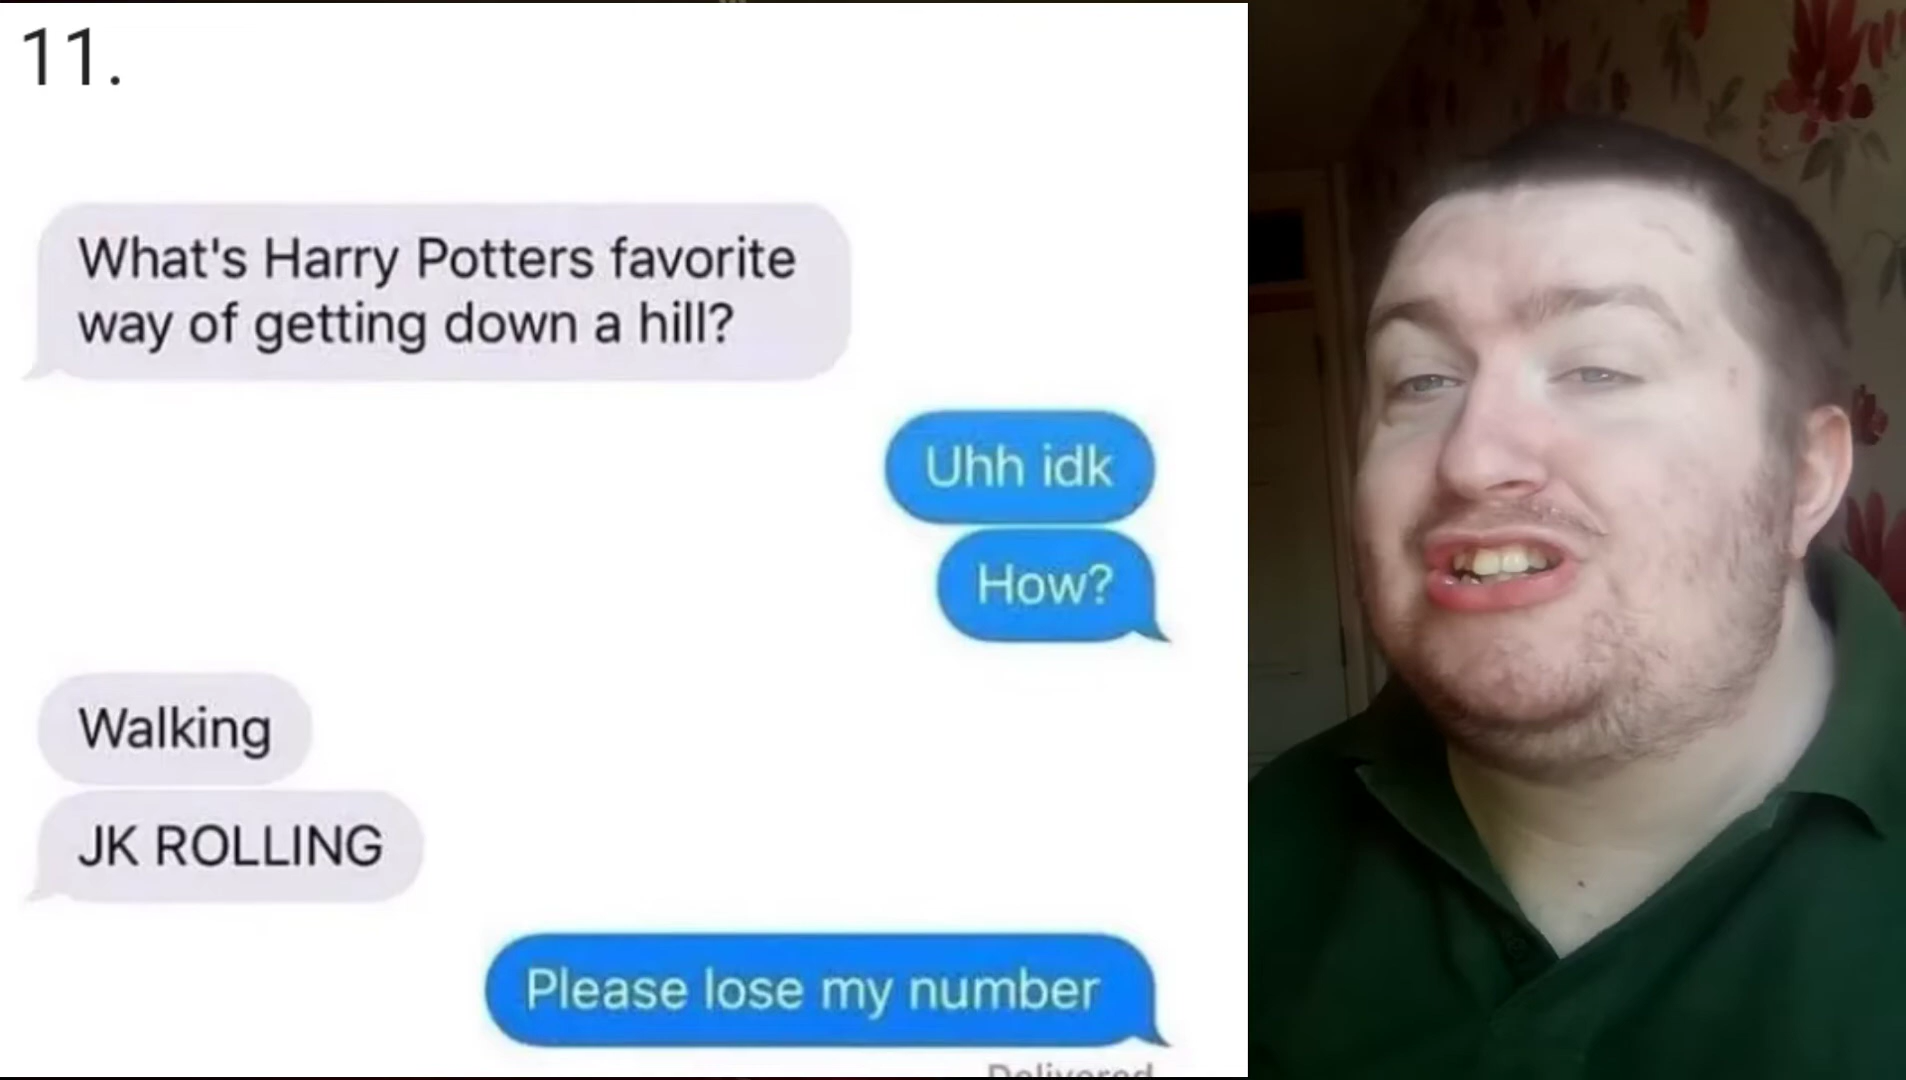 11.
What's Harry Potters favorite
way of getting down a hill?
Uhh idk
How?
Walking
JK ROLLING
Please lose my number
Delivered